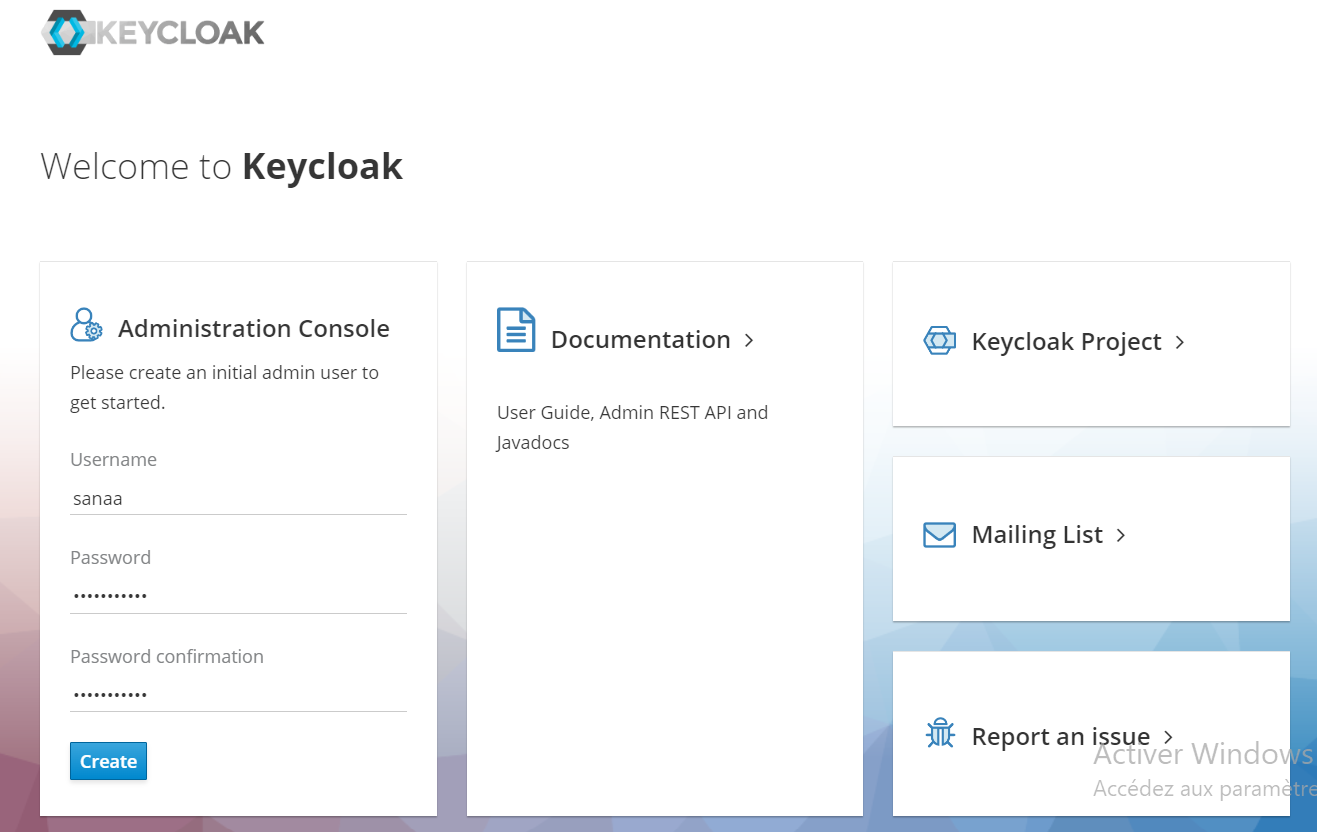 KEYCLOAK
Welcome to Keycloak
Administration Console
Please create an initial admin user to
get started.
Username
sanaa
Password
•••••••••••
Password confirmation
•••••••••••
Create
Documentation
User Guide, Admin REST API and
Javadocs
Keycloak Project
Mailing List
Report an issue
Activer Windows
Accédez aux paramètre